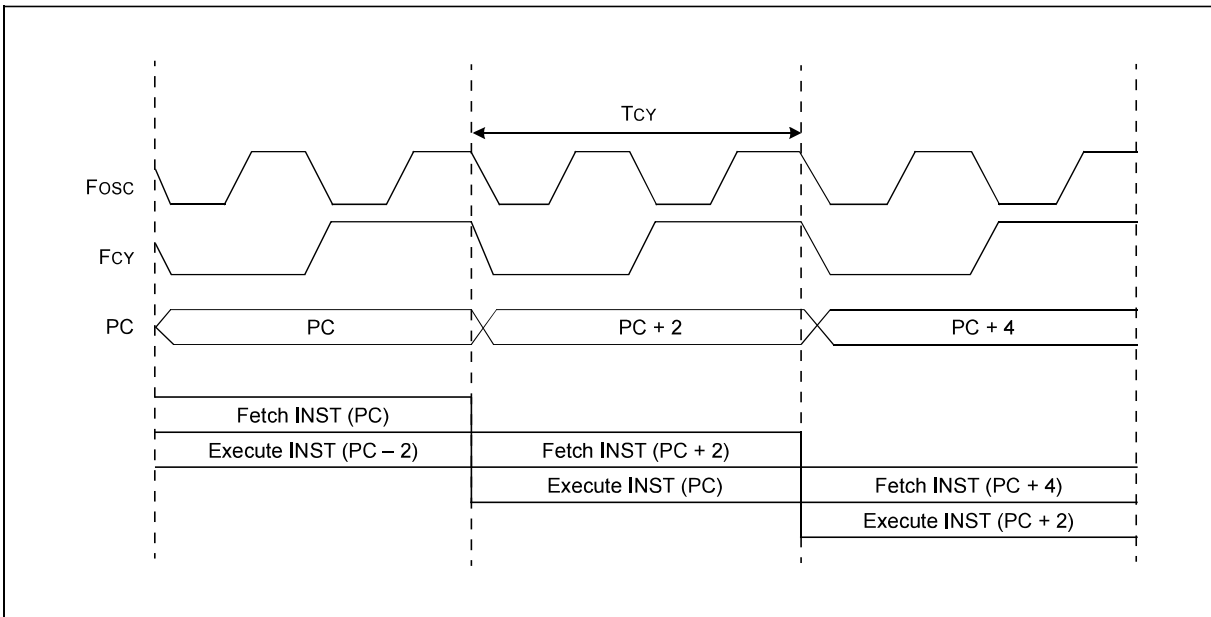 TCY
FOSC
FCY
PC
PC
PC + 2
PC + 4
Fetch INST (PC)
Execute INST (PC – 2)
Fetch INST (PC + 2)
Execute INST (PC)
Fetch INST (PC + 4)
Execute INST (PC + 2)